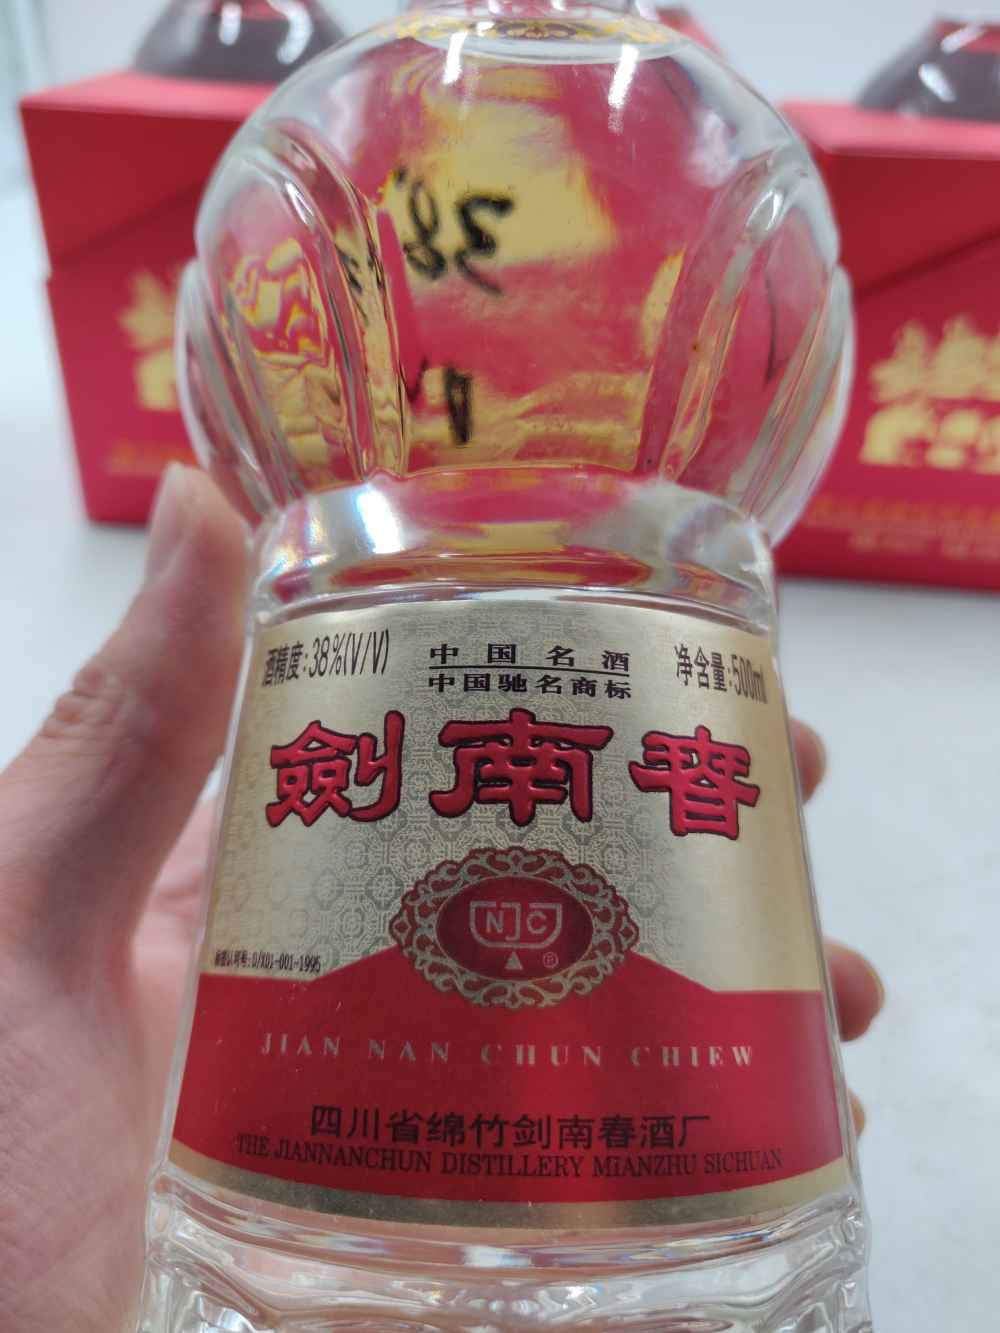 38°
酒精度:38%(V/V)
中国名酒
中国驰名商标
净含量:500ml
劍南春
NJC
®
JIAN NAN CHUN CHIEW
四川省绵竹剑南春酒厂
THE JIANNANCHUN DISTILLERY MIANZHU SICHUAN